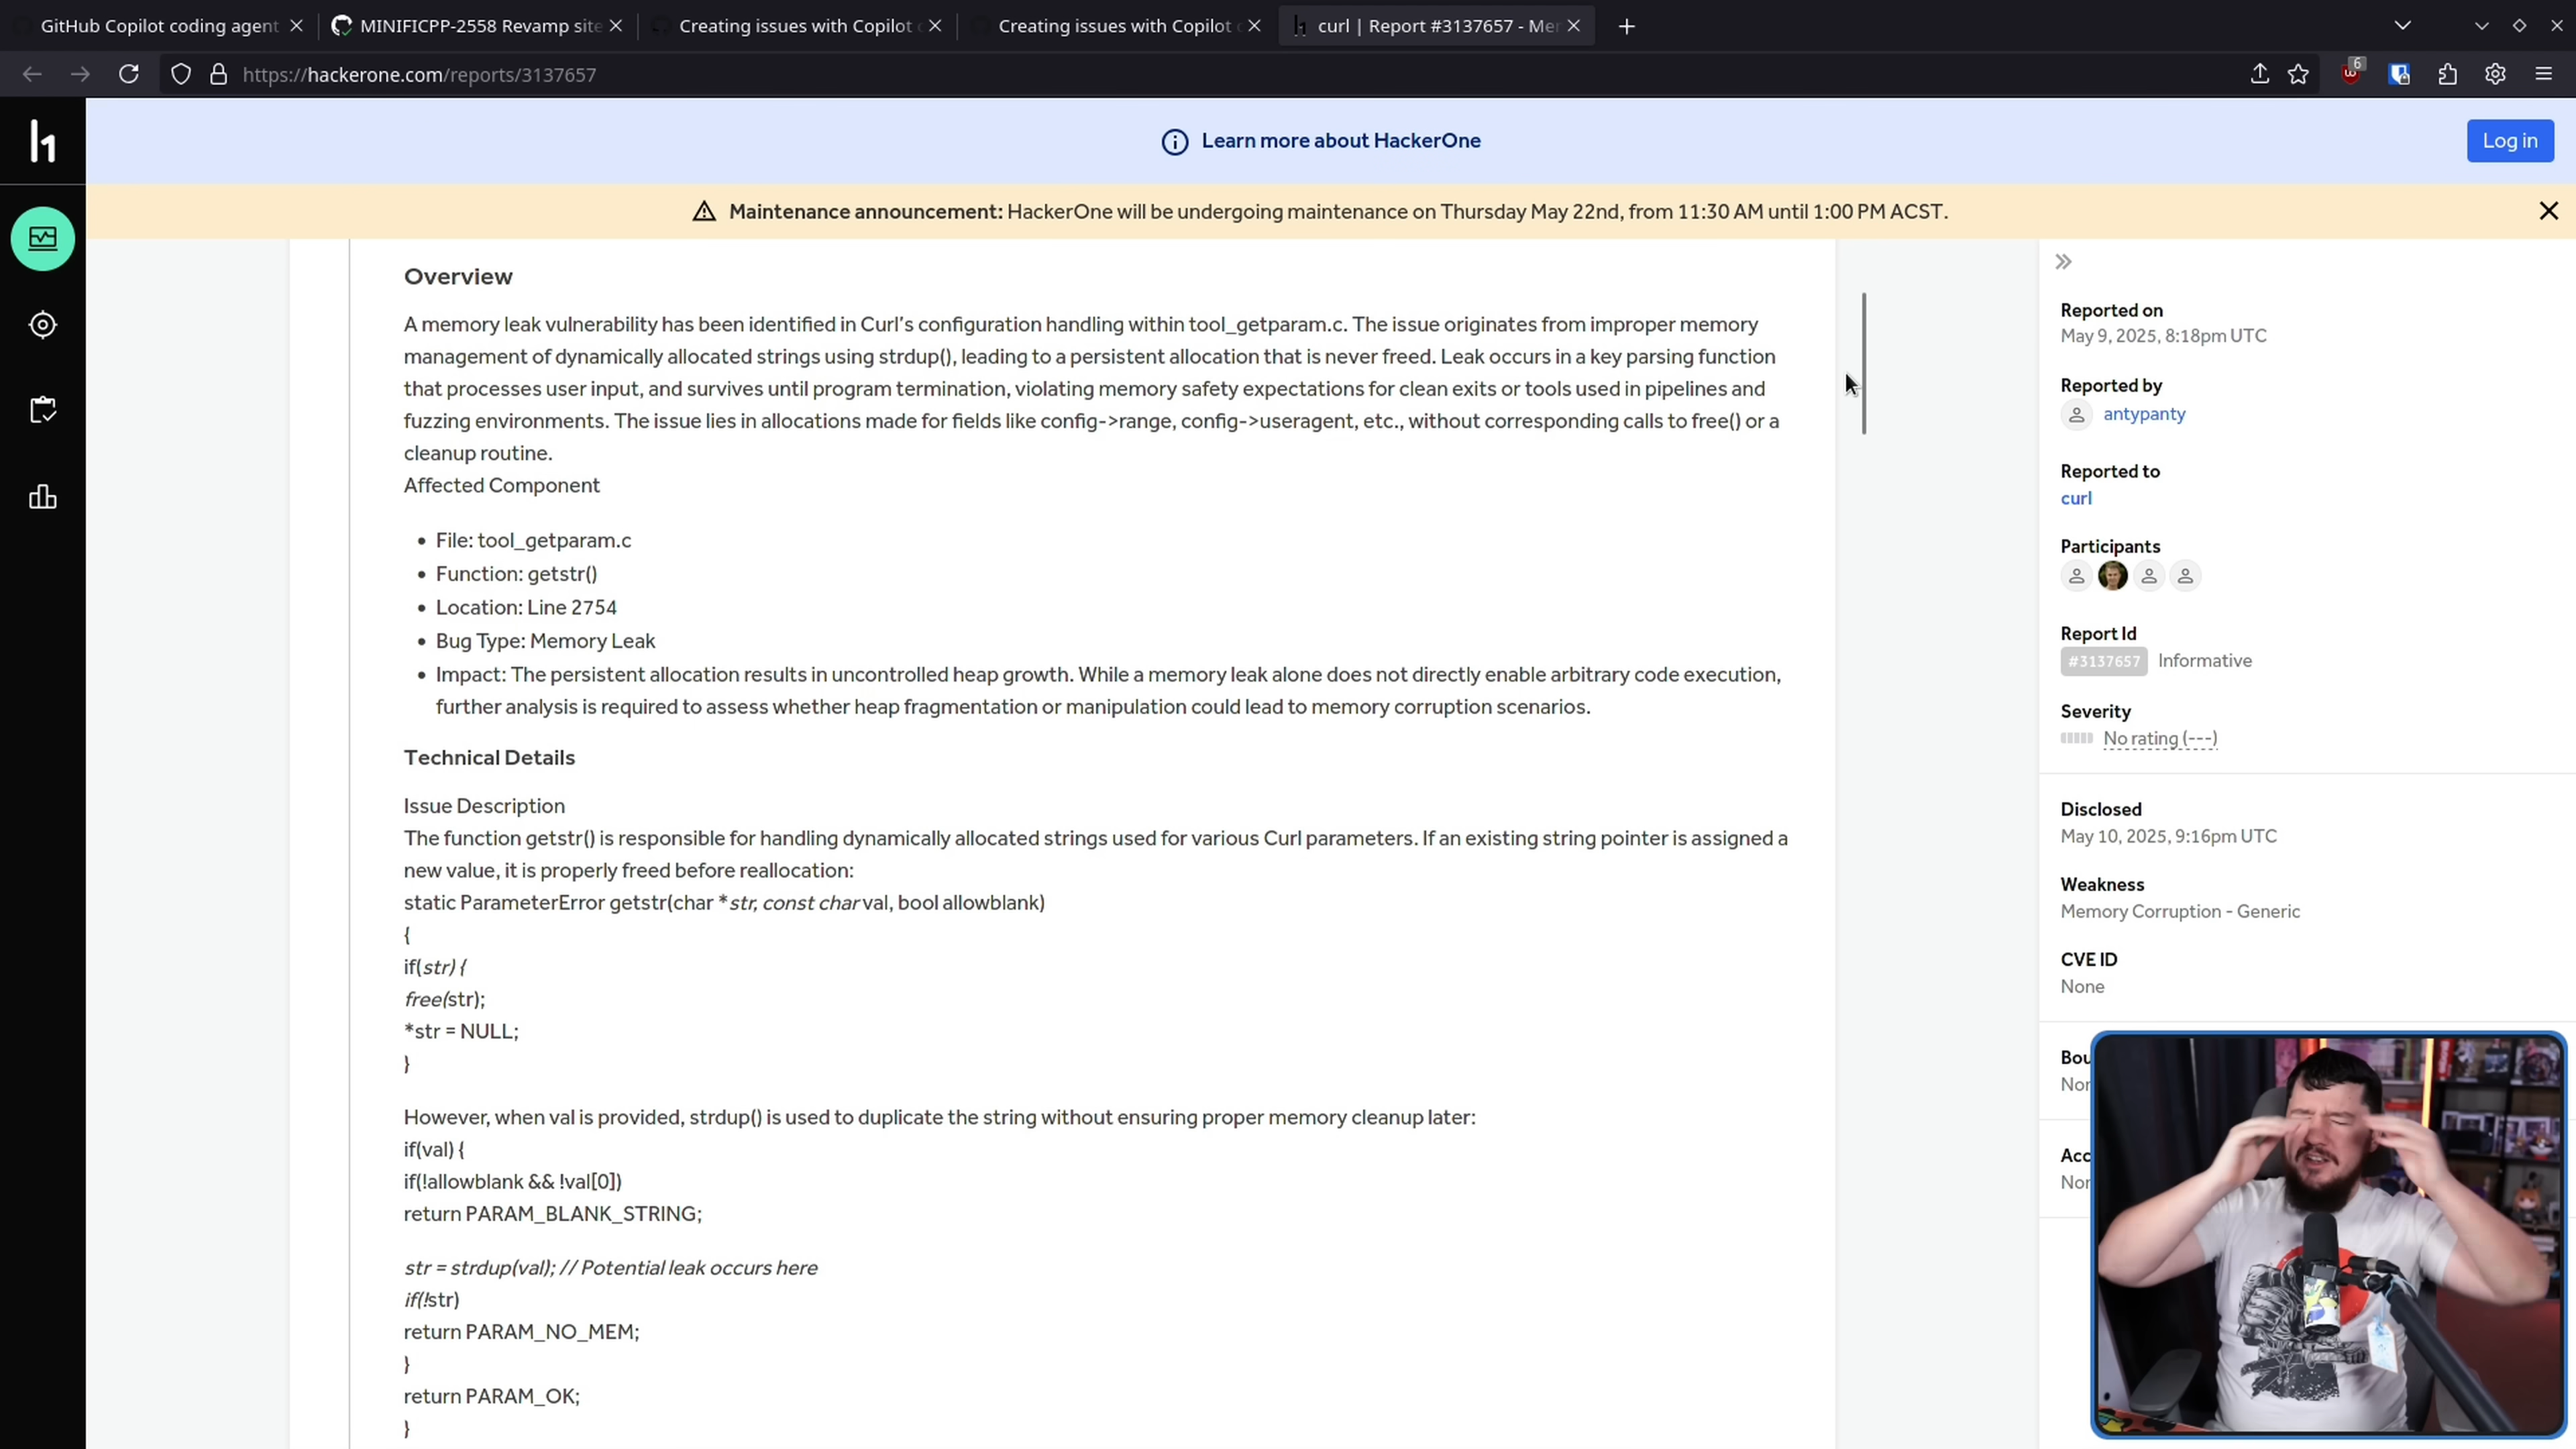 GitHub Copilot coding agent
MINIFICPP-2558 Revamp site
Creating issues with Copilot c
Creating issues with Copilot c
curl | Report #3137657 - Mer
https://hackerone.com/reports/3137657
6
Learn more about HackerOne
Log in
Maintenance announcement: HackerOne will be undergoing maintenance on Thursday May 22nd, from 11:30 AM until 1:00 PM ACST.
Overview
A memory leak vulnerability has been identified in Curl's configuration handling within tool_getparam.c. The issue originates from improper memory
management of dynamically allocated strings using strdup(), leading to a persistent allocation that is never freed. Leak occurs in a key parsing function
that processes user input, and survives until program termination, violating memory safety expectations for clean exits or tools used in pipelines and
fuzzing environments. The issue lies in allocations made for fields like config->range, config->useragent, etc., without corresponding calls to free() or a
cleanup routine.
Affected Component
• File: tool_getparam.c
• Function: getstr()
• Location: Line 2754
• Bug Type: Memory Leak
• Impact: The persistent allocation results in uncontrolled heap growth. While a memory leak alone does not directly enable arbitrary code execution,
further analysis is required to assess whether heap fragmentation or manipulation could lead to memory corruption scenarios.
Technical Details
Issue Description
The function getstr() is responsible for handling dynamically allocated strings used for various Curl parameters. If an existing string pointer is assigned a
new value, it is properly freed before reallocation:
static ParameterError getstr(char *str, const char val, bool allowblank)
{
if(str) {
free(str);
*str = NULL;
}
However, when val is provided, strdup() is used to duplicate the string without ensuring proper memory cleanup later:
if(val) {
if(!allowblank && !val[0])
return PARAM_BLANK_STRING;
str = strdup(val); // Potential leak occurs here
if(!str)
return PARAM_NO_MEM;
}
return PARAM_OK;
}
Reported on
May 9, 2025, 8:18pm UTC
Reported by
antypanty
Reported to
curl
Participants
Report Id
#3137657 Informative
Severity
No rating (---)
Disclosed
May 10, 2025, 9:16pm UTC
Weakness
Memory Corruption - Generic
CVE ID
None
Bou
Nor
Acc
Nor